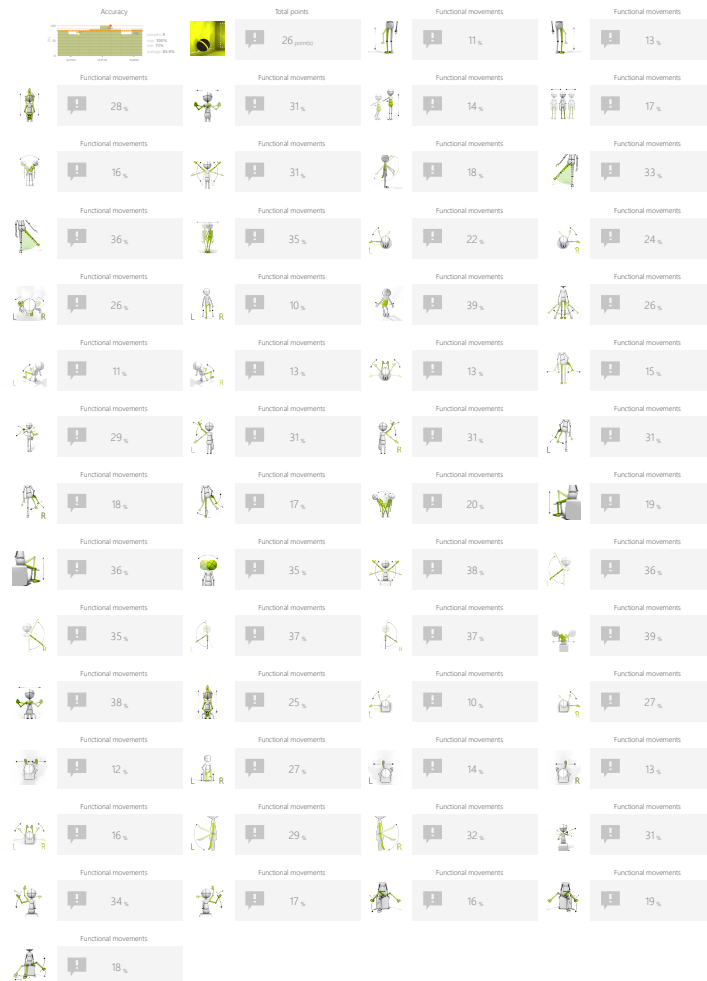 Accuracy
Total points
Functional movements
Functional movements
max: 100%
26 point(s)
11 %
13 %
Functional movements
Functional movements
Functional movements
Functional movements
28 %
31 %
14 %
17 %
Functional movements
Functional movements
Functional movements
Functional movements
16 %
31 %
18 %
33 %
Functional movements
Functional movements
Functional movements
Functional movements
36 %
35 %
22 %
24 %
L
R
Functional movements
Functional movements
Functional movements
Functional movements
26 %
10 %
39 %
26 %
L R
L R
Functional movements
Functional movements
Functional movements
Functional movements
11 %
13 %
13 %
15 %
L
R
Functional movements
Functional movements
Functional movements
Functional movements
29 %
31 %
31 %
31 %
L
R
L
Functional movements
Functional movements
Functional movements
Functional movements
18 %
17 %
20 %
19 %
R
Functional movements
Functional movements
Functional movements
Functional movements
36 %
35 %
38 %
36 %
L
Functional movements
Functional movements
Functional movements
Functional movements
35 %
37 %
37 %
39 %
R
L
R
Functional movements
Functional movements
Functional movements
Functional movements
38 %
25 %
10 %
27 %
L
R
Functional movements
Functional movements
Functional movements
Functional movements
12 %
27 %
14 %
13 %
L R
L
R
Functional movements
Functional movements
Functional movements
Functional movements
16 %
29 %
32 %
31 %
L
R
Functional movements
Functional movements
Functional movements
Functional movements
34 %
17 %
16 %
19 %
Functional movements
18 %